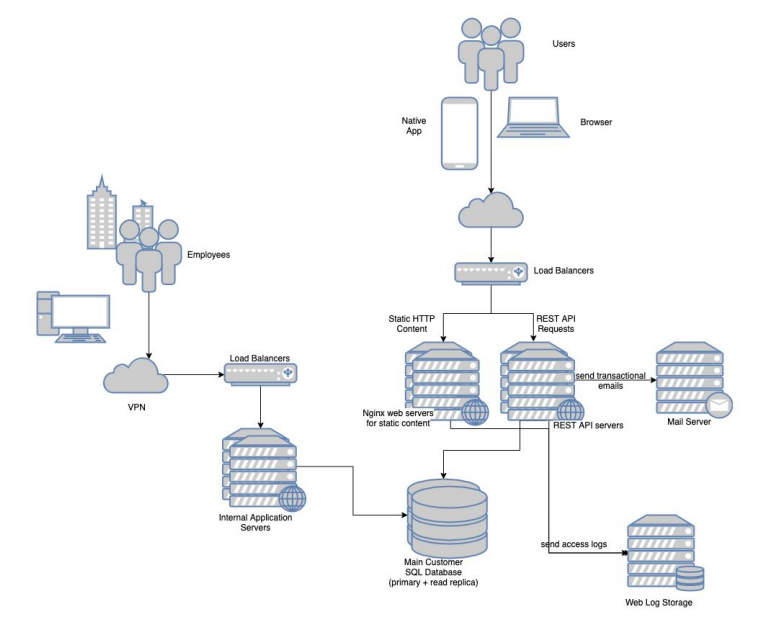 Users
Native
App
Browser
Employees
Load Balancers
Static HTTP
Content
REST API
Requests
Load Balancers
VPN
send transactional
emails
Nginx web servers
for static content
REST API servers
Mail Server
Internal Application
Servers
send access logs
Main Customer
SQL Database
(primary + read replica)
Web Log Storage